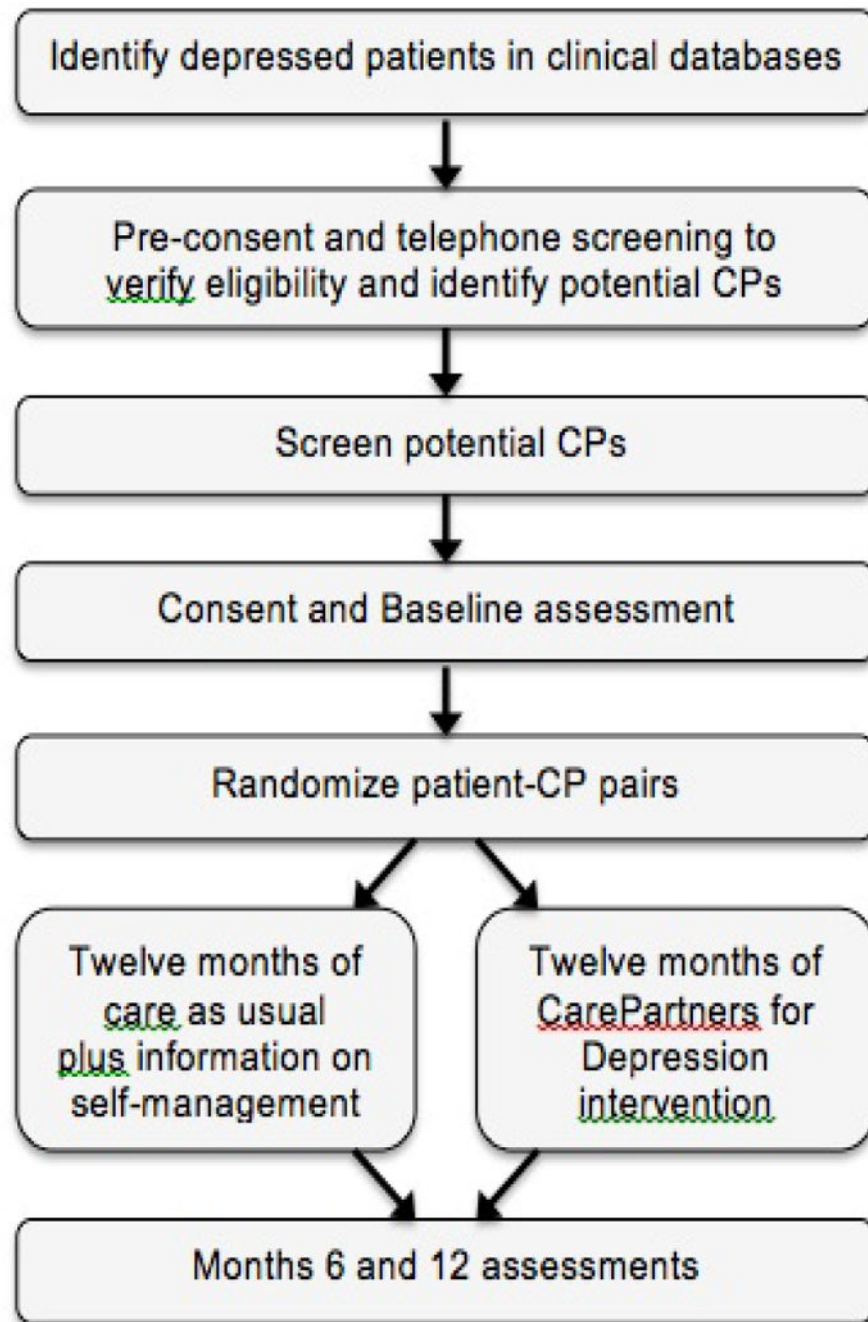 Identify depressed patients in clinical databases
Pre-consent and telephone screening to
verify eligibility and identify potential CPs
Screen potential CPs
Consent and Baseline assessment
Randomize patient-CP pairs
Twelve months of
care as usual
plus information on
self-management
Twelve months of
CarePartners for
Depression
intervention
Months 6 and 12 assessments